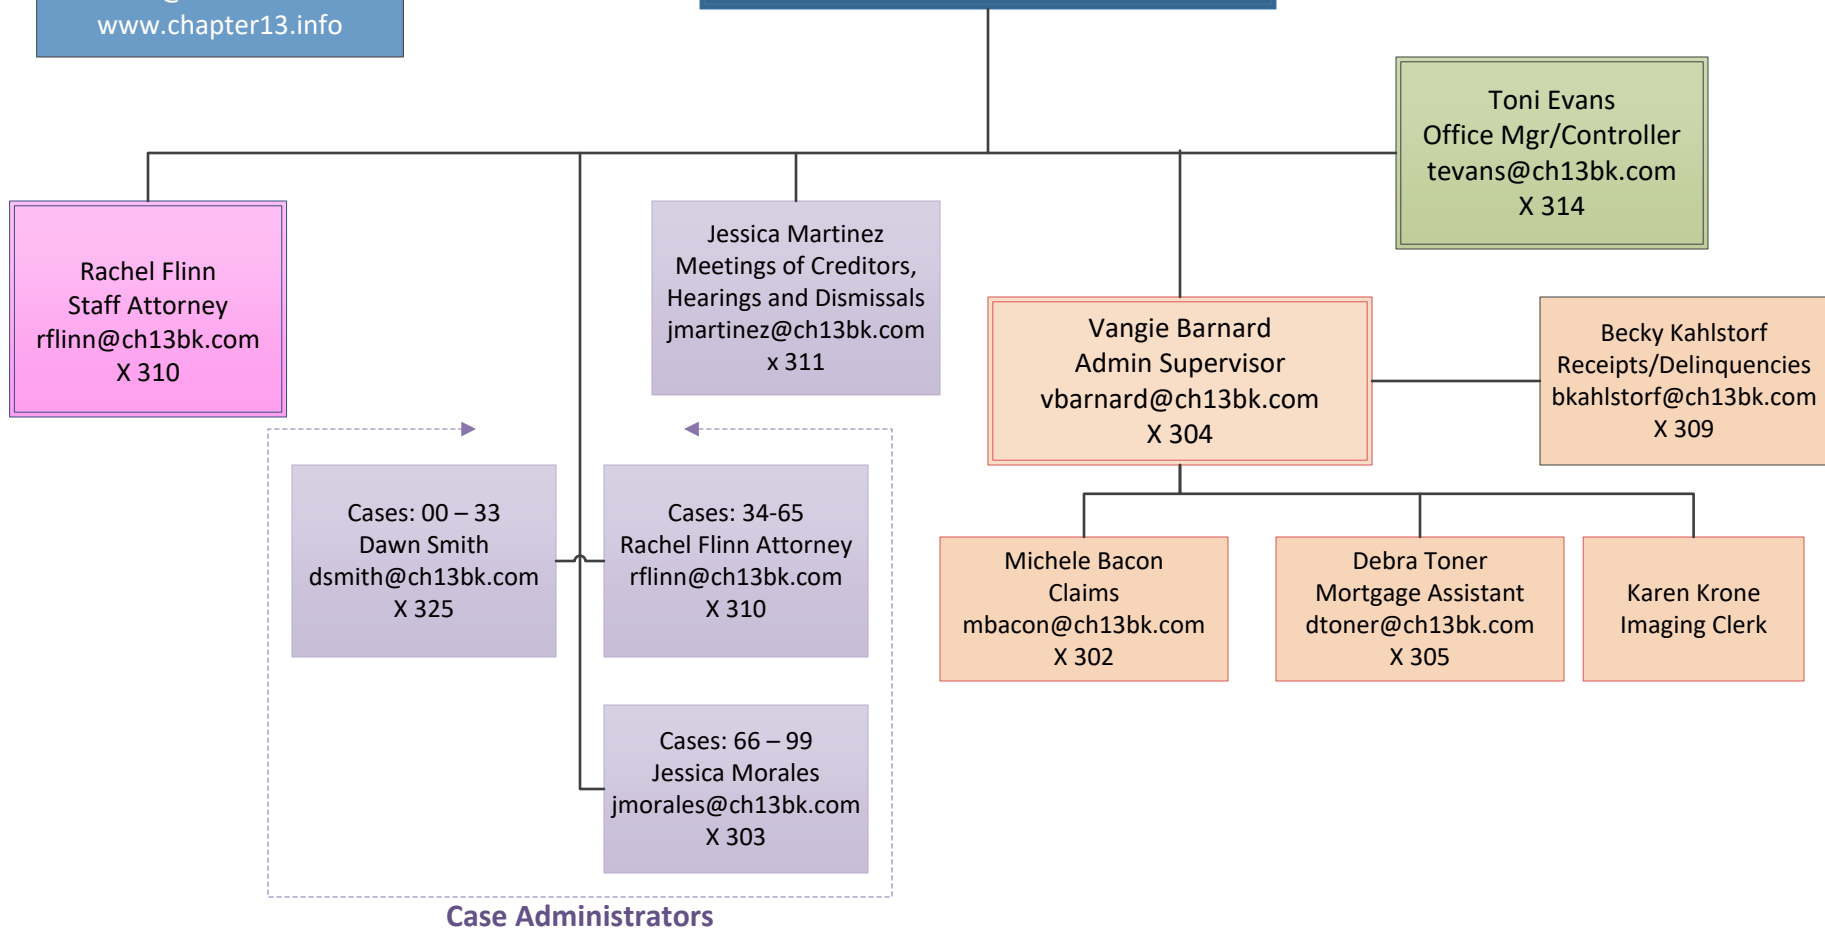 www.chapter13.info
Toni Evans
Office Mgr/Controller
tevans@ch13bk.com
X 314
Rachel Flinn
Staff Attorney
rflinn@ch13bk.com
X 310
Jessica Martinez
Meetings of Creditors,
Hearings and Dismissals
jmartinez@ch13bk.com
x 311
Vangie Barnard
Admin Supervisor
vbarnard@ch13bk.com
X 304
Becky Kahlstorf
Receipts/Delinquencies
bkahlstorf@ch13bk.com
X 309
Cases: 00 – 33
Dawn Smith
dsmith@ch13bk.com
X 325
Cases: 34-65
Rachel Flinn Attorney
rflinn@ch13bk.com
X 310
Michele Bacon
Claims
mbacon@ch13bk.com
X 302
Debra Toner
Mortgage Assistant
dtoner@ch13bk.com
X 305
Karen Krone
Imaging Clerk
Cases: 66 – 99
Jessica Morales
jmorales@ch13bk.com
X 303
Case Administrators